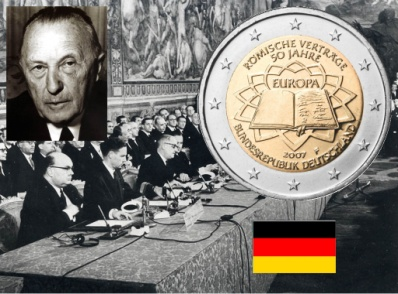 RÖMISCHE VERTRÄGE
50 JAHRE
EUROPA
2007
BUNDESREPUBLIK DEUTSCHLAND